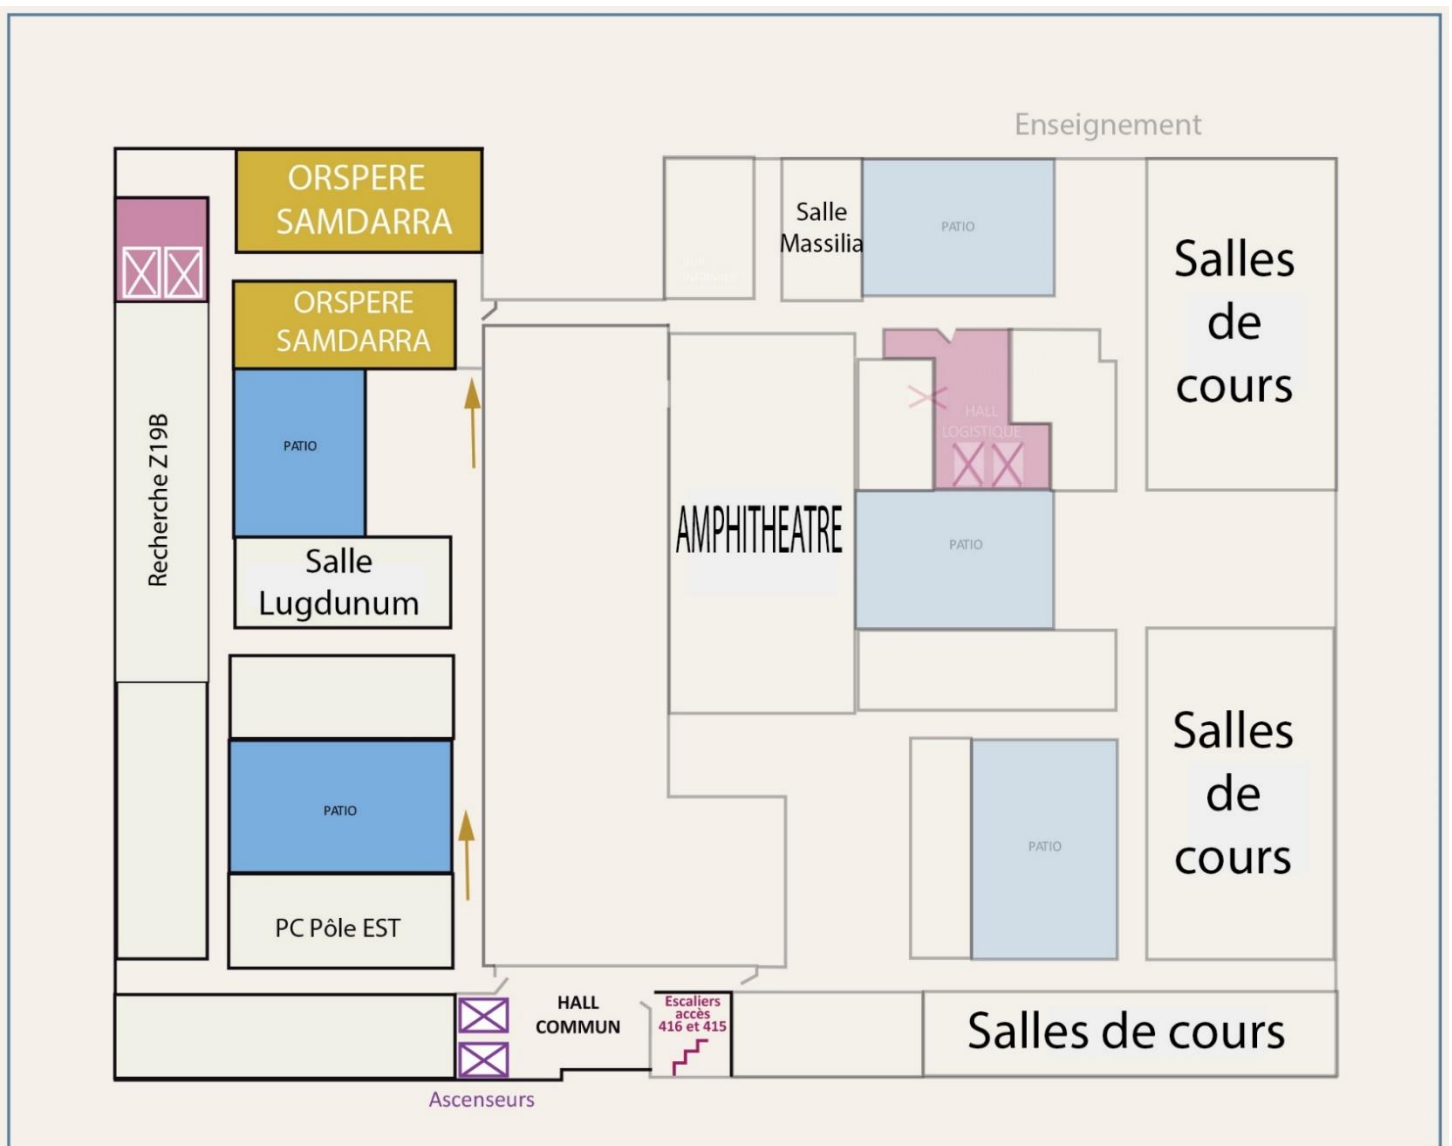 Enseignement
ORSPERE
SAMDARRA
Salle
Massilia
PATIO
Salles
de
cours
ORSPERE
SAMDARRA
PATIO
Recherche Z19B
HALL
LOGISTIQUE
AMPHITHEATRE
PATIO
Salle
Lugdunum
PATIO
PC Pôle EST
PATIO
Salles
de
cours
HALL
COMMUN
Escaliers
accès
416 et 415
Salles de cours
Ascenseurs